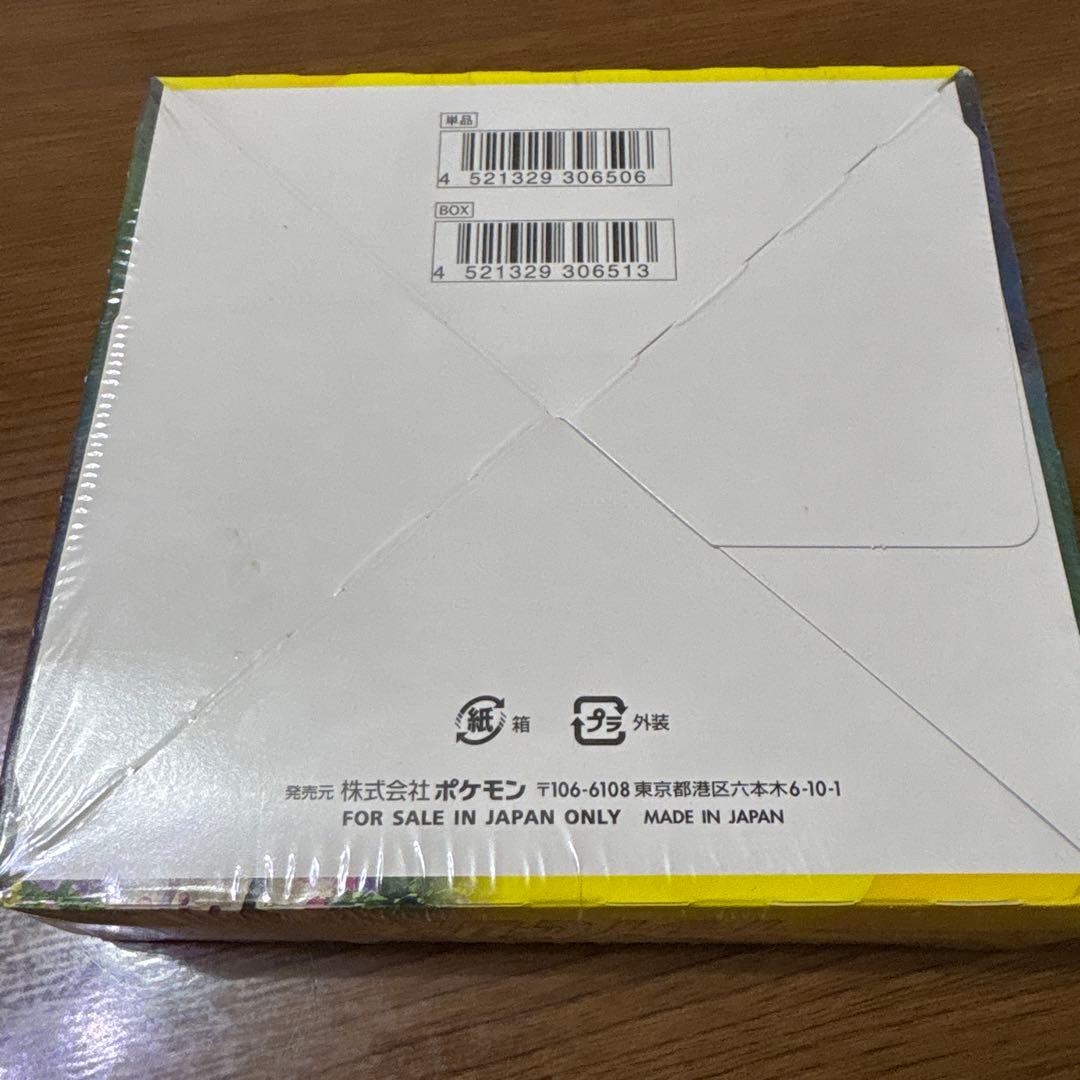 単品
4 521329 306506
BOX
4 521329 306513
紙 箱 プラ 外装
発売元 株式会社 ポケモン 〒106-6108 東京都港区六本木6-10-1
FOR SALE IN JAPAN ONLY MADE IN JAPAN